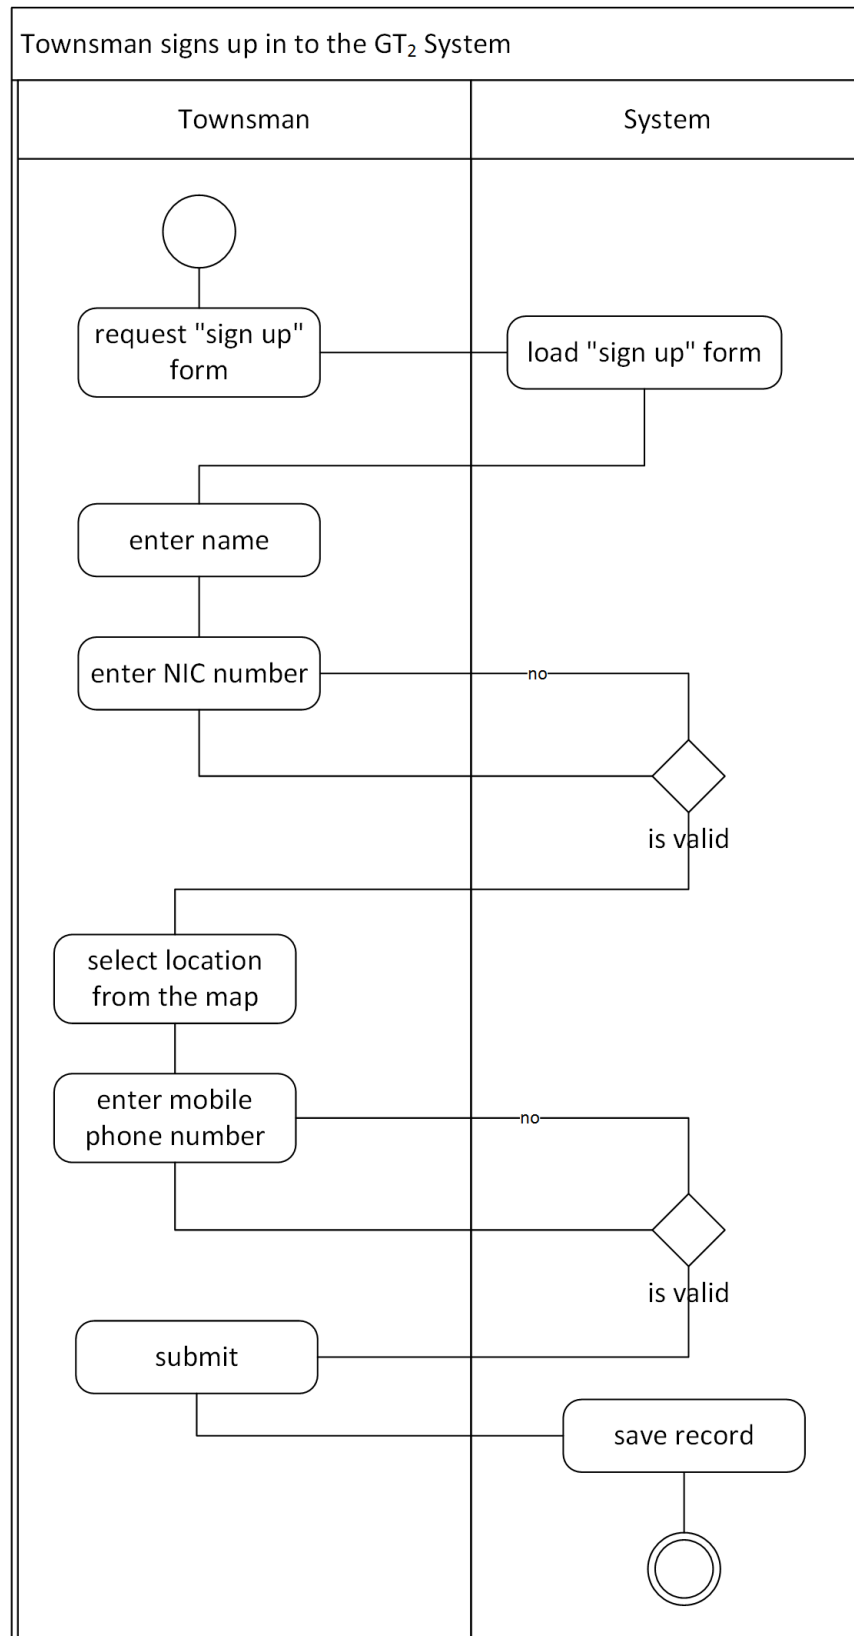 Townsman signs up in to the GT₂ System
Townsman
System
request "sign up"
form
load "sign up" form
enter name
enter NIC number
no
is valid
select location
from the map
enter mobile
phone number
no
is valid
submit
save record